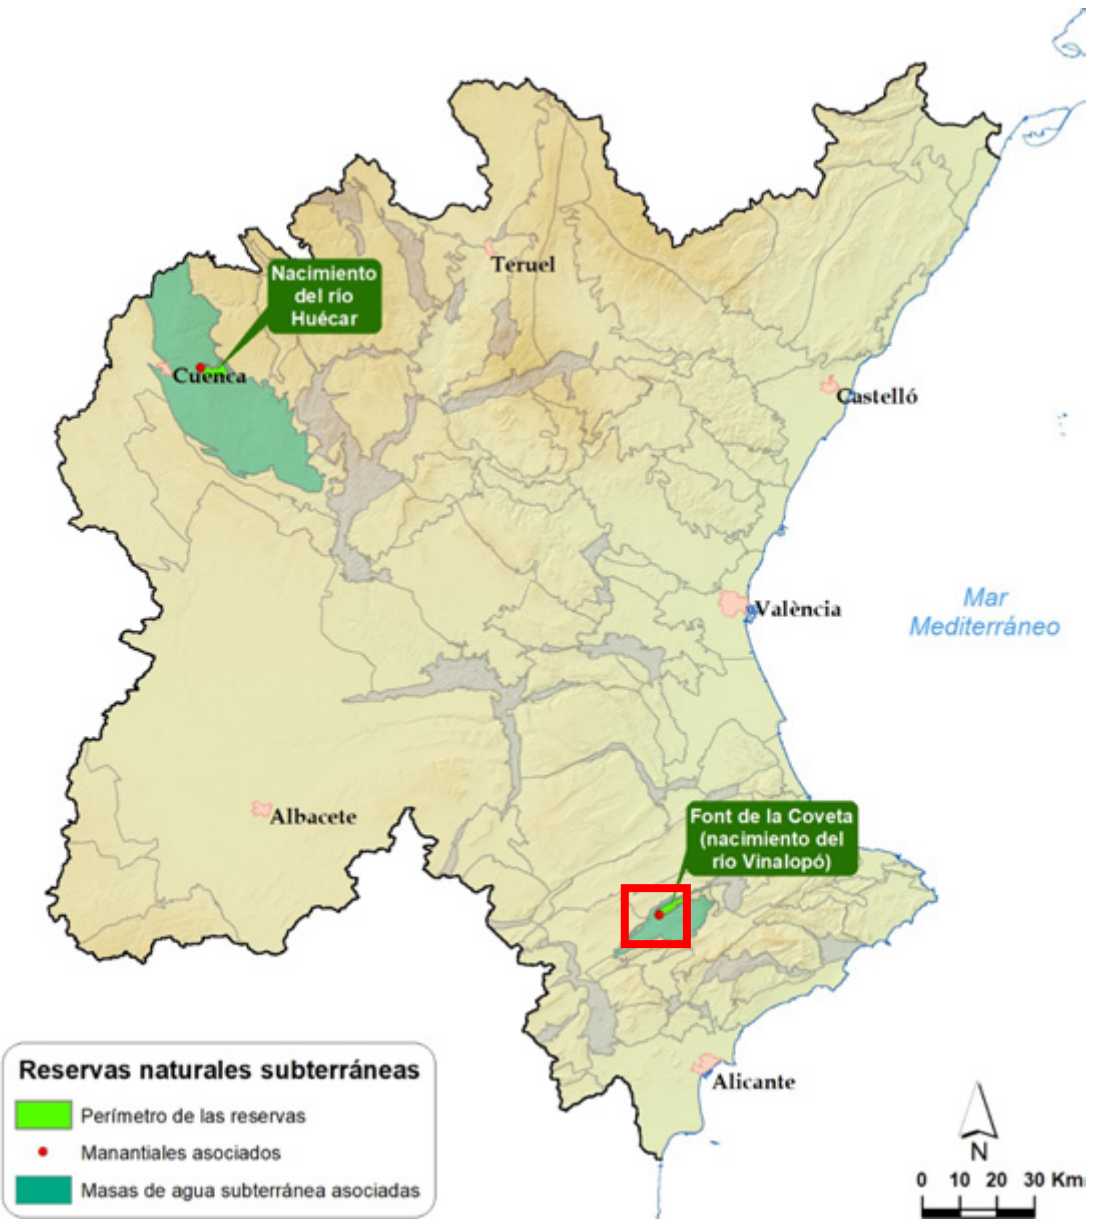 Teruel
Nacimiento
del río
Huécar
Cuenca
Castelló
València
Mar
Mediterráneo
Albacete
Font de la Coveta
(nacimiento del
río Vinalopó)
Alicante
Reservas naturales subterráneas
Perímetro de las reservas
Manantiales asociados
Masas de agua subterránea asociadas
N
0 10 20 30 Km